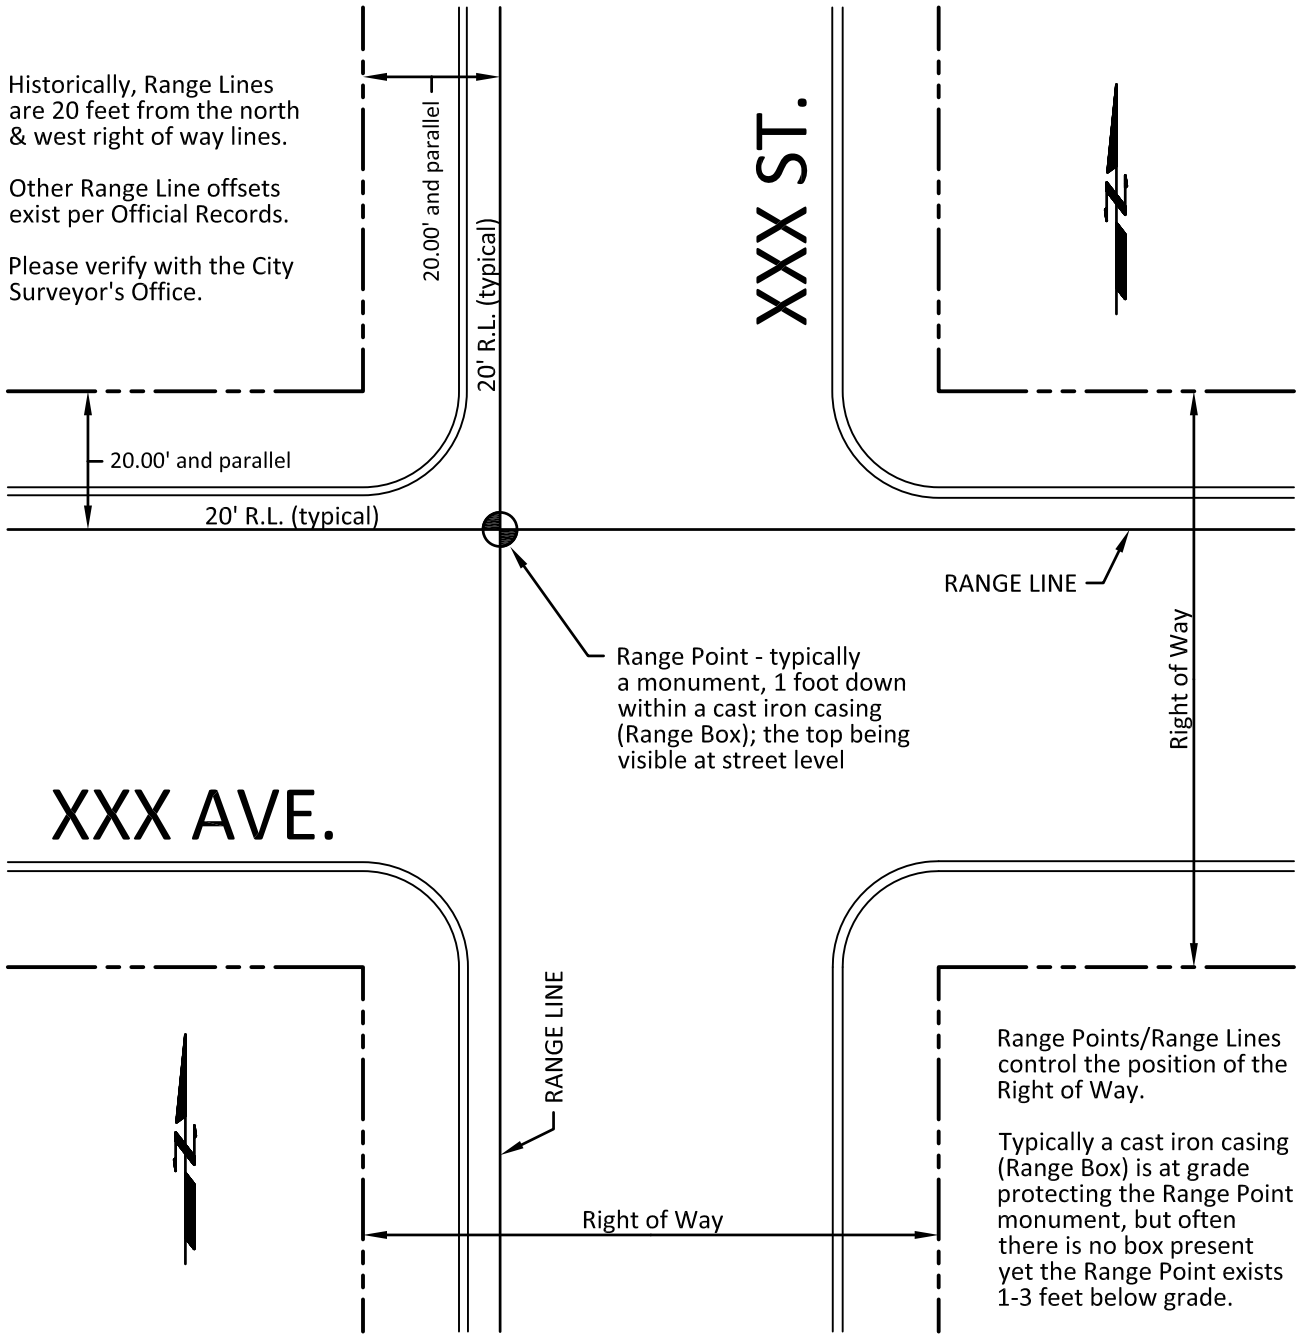 Historically, Range Lines
are 20 feet from the north
& west right of way lines.
Other Range Line offsets
exist per Official Records.
Please verify with the City
Surveyor's Office.
20.00' and parallel
20' R.L. (typical)
XXX ST.
N
20.00' and parallel
20' R.L. (typical)
RANGE LINE
Right of Way
Range Point - typically
a monument, 1 foot down
within a cast iron casing
(Range Box); the top being
visible at street level
XXX AVE.
RANGE LINE
N
Right of Way
Range Points/Range Lines
control the position of the
Right of Way.
Typically a cast iron casing
(Range Box) is at grade
protecting the Range Point
monument, but often
there is no box present
yet the Range Point exists
1-3 feet below grade.